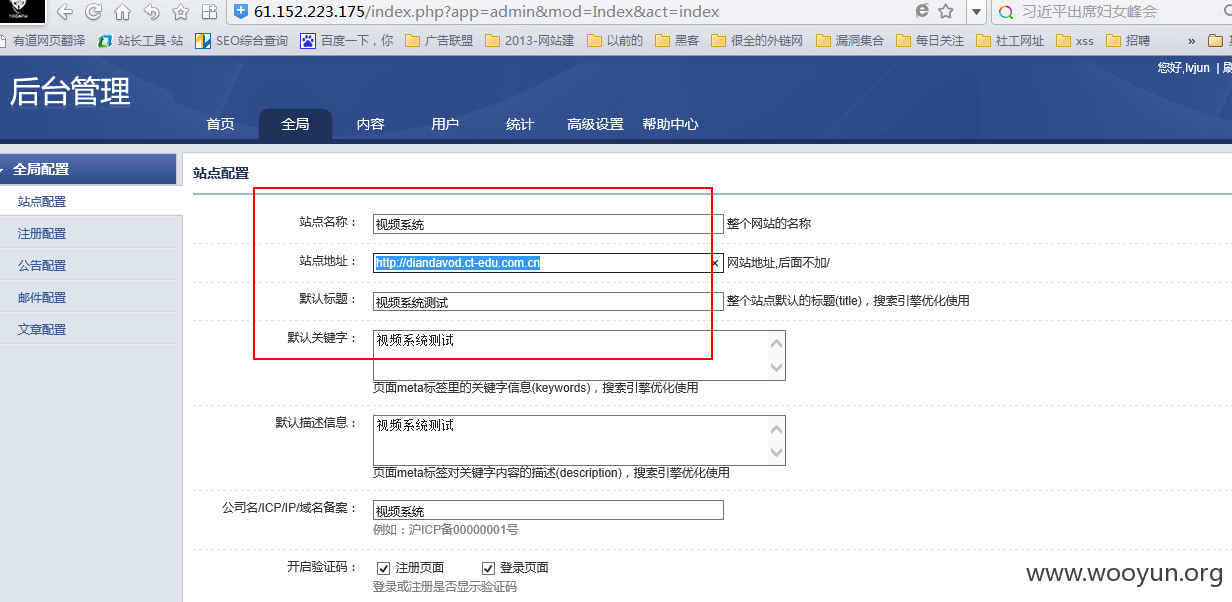 61.152.223.175/index.php?app=admin&mod=Index&act=index
习近平出席妇女峰会
有道网页翻译 站长工具-站 SEO综合查询 百度一下，你 广告联盟 2013-网站建 以前的 黑客 很全的外链网 漏洞集合 每日关注 社工网址 xss 招聘 »
您好,lvjun | 刷
后台管理
首页 全局 内容 用户 统计 高级设置 帮助中心
全局配置
站点配置
注册配置
公告配置
邮件配置
文章配置
站点配置
站点名称： 视频系统 整个网站的名称
站点地址： http://diandavod.ct-edu.com.cn × 网站地址,后面不加/
默认标题： 视频系统测试 整个站点默认的标题(title)，搜索引擎优化使用
默认关键字： 视频系统测试
页面meta标签里的关键字信息(keywords)，搜索引擎优化使用
默认描述信息： 视频系统测试
页面meta标签对关键字内容的描述(description)，搜索引擎优化使用
公司名/ICP/IP/域名备案： 视频系统
例如：沪ICP备00000001号
开启验证码： 注册页面 登录页面
登录或注册是否显示验证码
www.wooyun.org